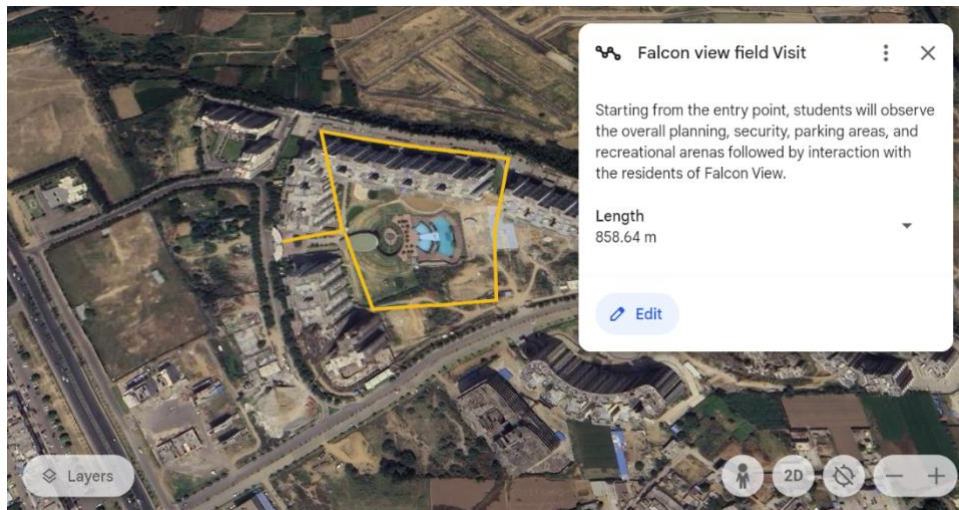 Falcon view field Visit
Starting from the entry point, students will observe
the overall planning, security, parking areas, and
recreational arenas followed by interaction with
the residents of Falcon View.
Length
858.64 m
Edit
Layers
2D